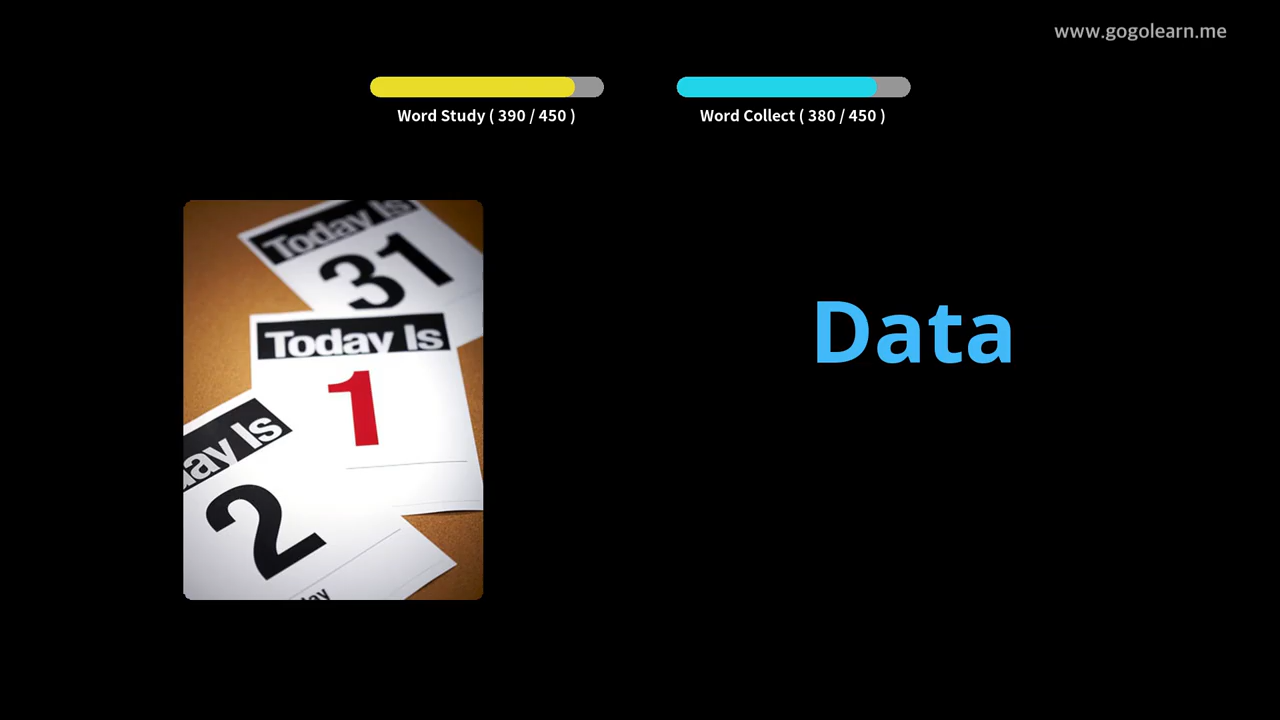 www.gogolearn.me
Word Study ( 390 / 450 )
Word Collect ( 380 / 450 )
Today Is
31
Today Is
1
Data
ay Is
2
ay